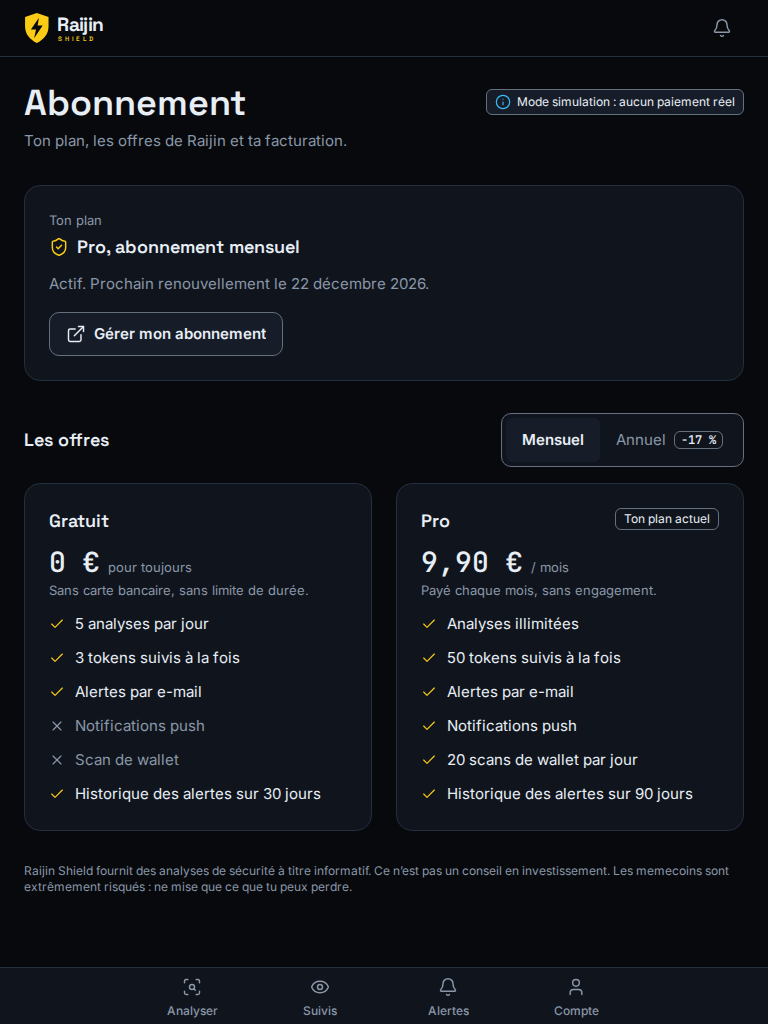 Raijin
SHIELD
Abonnement
Mode simulation : aucun paiement réel
Ton plan, les offres de Raijin et ta facturation.
Ton plan
Pro, abonnement mensuel
Actif. Prochain renouvellement le 22 décembre 2026.
Gérer mon abonnement
Les offres
Mensuel
Annuel -17 %
Gratuit
0 € pour toujours
Sans carte bancaire, sans limite de durée.
5 analyses par jour
3 tokens suivis à la fois
Alertes par e-mail
Notifications push
Scan de wallet
Historique des alertes sur 30 jours
Pro
Ton plan actuel
9,90 € / mois
Payé chaque mois, sans engagement.
Analyses illimitées
50 tokens suivis à la fois
Alertes par e-mail
Notifications push
20 scans de wallet par jour
Historique des alertes sur 90 jours
Raijin Shield fournit des analyses de sécurité à titre informatif. Ce n’est pas un conseil en investissement. Les memecoins sont
extrêmement risqués : ne mise que ce que tu peux perdre.
Analyser
Suivis
Alertes
Compte